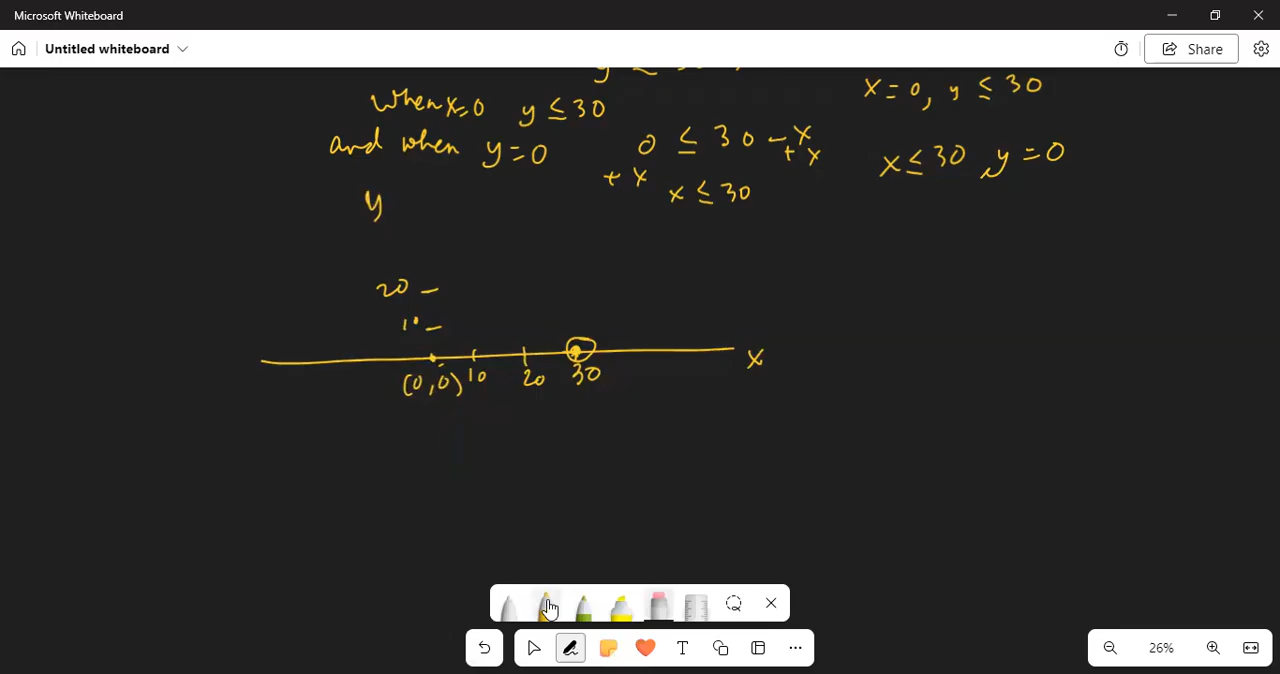 Microsoft Whiteboard
Untitled whiteboard
Share
x = 0, y ≤ 30
when x=0 y ≤ 30
and when y = 0 0 ≤ 30 - x
+ x
x ≤ 30, y = 0
+ x x ≤ 30
y
20
10
x
(0,0) 10 20 30
T
26%